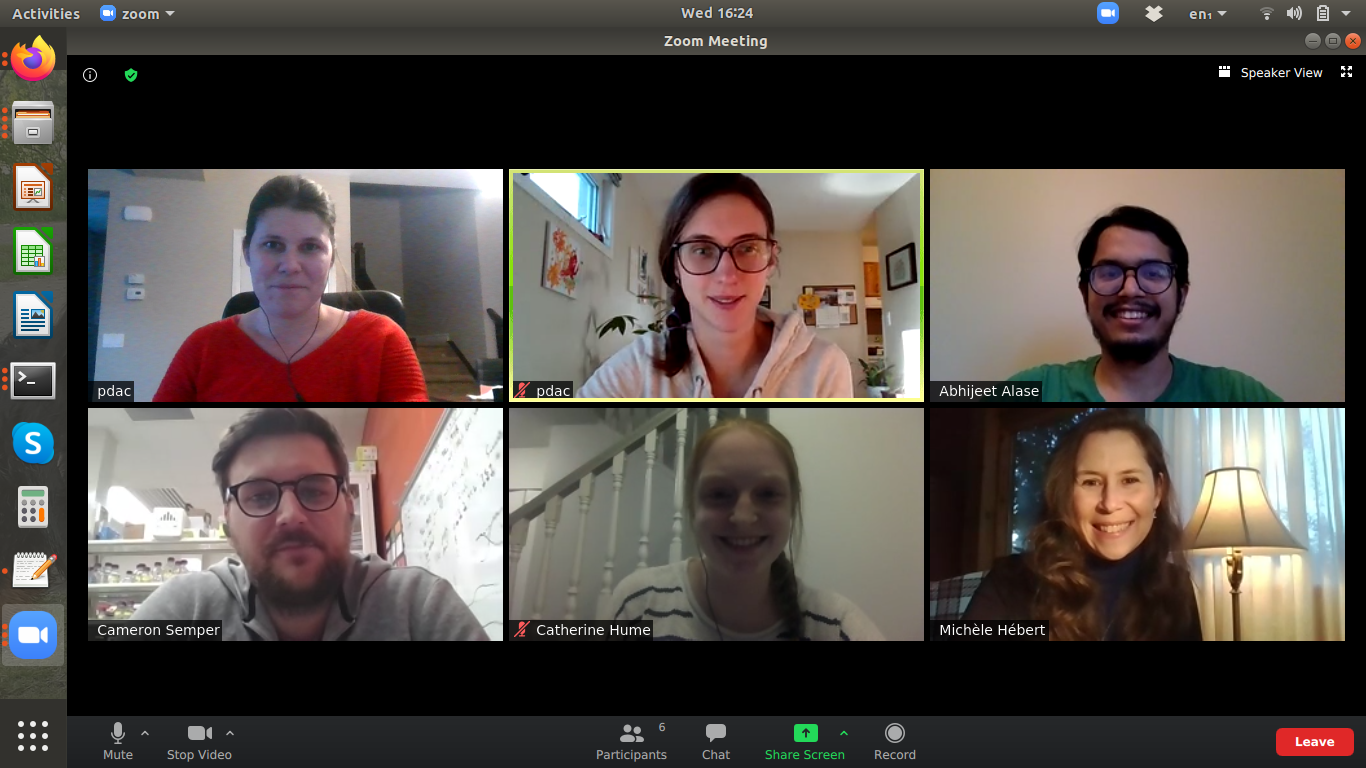 Activities
zoom
Wed 16:24
en₁
Zoom Meeting
Speaker View
pdac
pdac
Abhijeet Alase
Cameron Semper
Catherine Hume
Michèle Hébert
S
Mute
Stop Video
Participants
6
Chat
Share Screen
Record
Leave